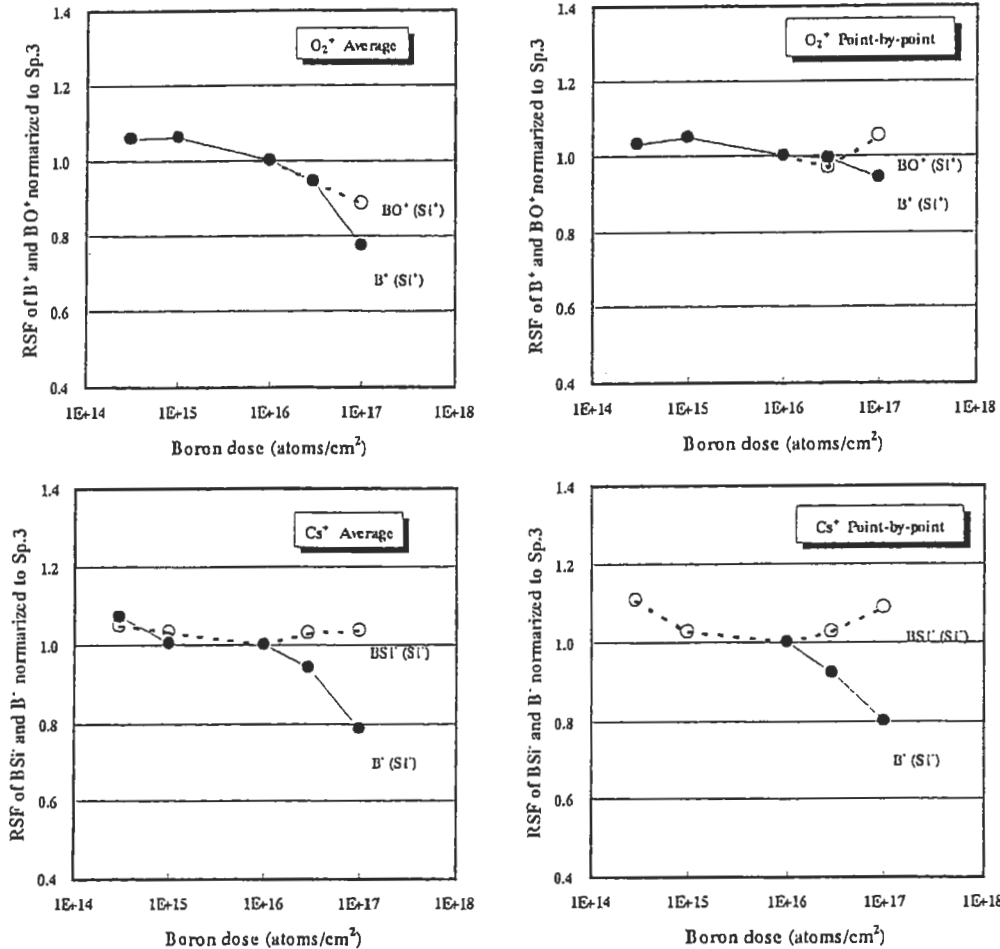 RSF of B⁺ and BO⁺ normarized to Sp.3
1.4
1.2
1.0
0.8
0.6
0.4
O₂⁺ Average
BO⁺ (Si⁺)
B⁺ (Si⁺)
1E+14 1E+15 1E+16 1E+17 1E+18
Boron dose (atoms/cm²)
RSF of B⁺ and BO⁺ normarized to Sp.3
1.4
1.2
1.0
0.8
0.6
0.4
O₂⁺ Point-by-point
BO⁺ (Si⁺)
B⁺ (Si⁺)
1E+14 1E+15 1E+16 1E+17 1E+18
Boron dose (atoms/cm²)
RSF of BSi⁻ and B⁻ normarized to Sp.3
1.4
1.2
1.0
0.8
0.6
0.4
Cs⁺ Average
BSi⁻ (Si⁻)
B⁻ (Si⁻)
1E+14 1E+15 1E+16 1E+17 1E+18
Boron dose (atoms/cm²)
RSF of BSi⁻ and B⁻ normarized to Sp.3
1.4
1.2
1.0
0.8
0.6
0.4
Cs⁺ Point-by-point
BSi⁻ (Si⁻)
B⁻ (Si⁻)
1E+14 1E+15 1E+16 1E+17 1E+18
Boron dose (atoms/cm²)